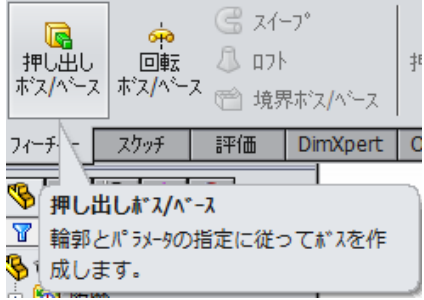 押し出し
ボス/ベース
回転
ボス/ベース
スイープ
ロフト
境界ボス/ベース
フィーチャー
スケッチ
評価
DimXpert
押し出しボス/ベース
輪郭とパラメータの指定に従ってボスを作
成します。